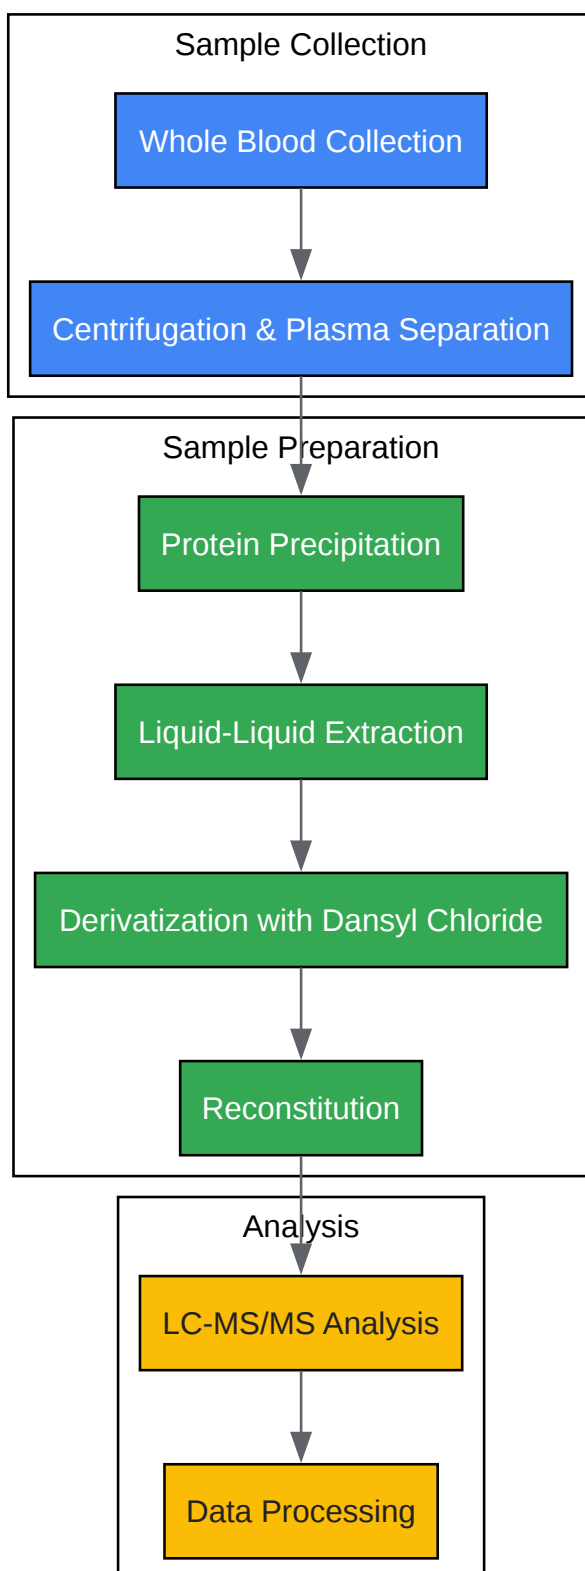 Sample Collection
Whole Blood Collection
Centrifugation & Plasma Separation
Sample Preparation
Protein Precipitation
Liquid-Liquid Extraction
Derivatization with Dansyl Chloride
Reconstitution
Analysis
LC-MS/MS Analysis
Data Processing